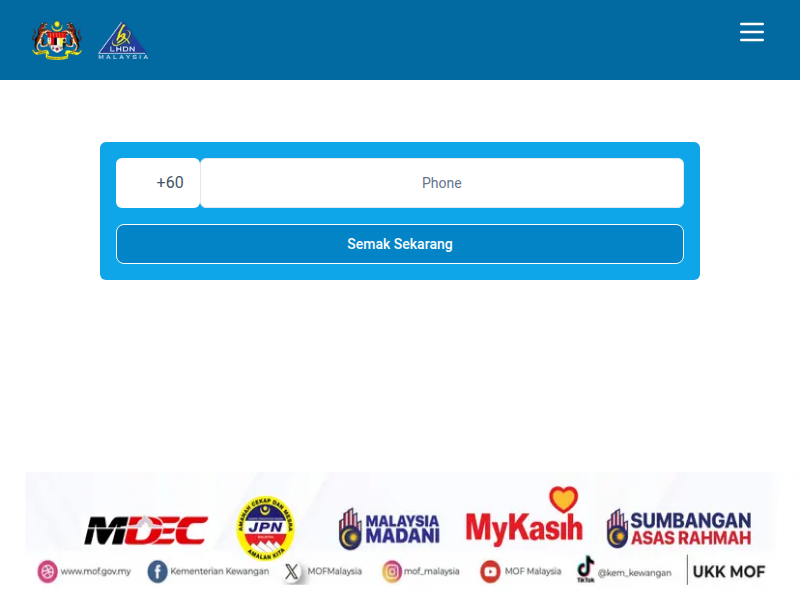 LHDN
MALAYSIA
+60
Phone
Semak Sekarang
MDEC
AMANAH CEKAP DAN MESRA
JPN
AMALAN KITA
MALAYSIA
MADANI
MyKasih
SUMBANGAN
ASAS RAHMAH
www.mof.gov.my
Kementerian Kewangan
MOFMalaysia
mof_malaysia
MOF Malaysia
TikTok
@kem_kewangan
UKK MOF